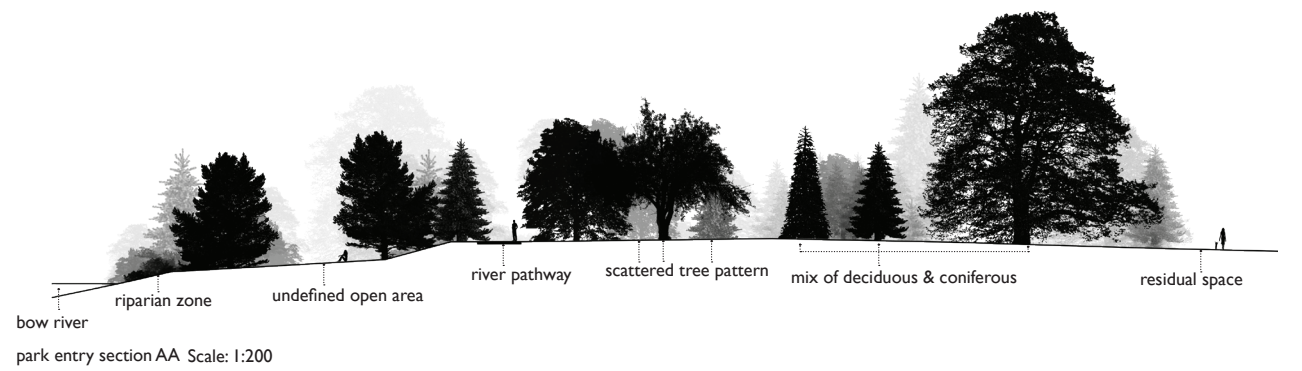 bow river
riparian zone
undefined open area
river pathway
scattered tree pattern
mix of deciduous & coniferous
residual space
park entry section AA Scale: 1:200